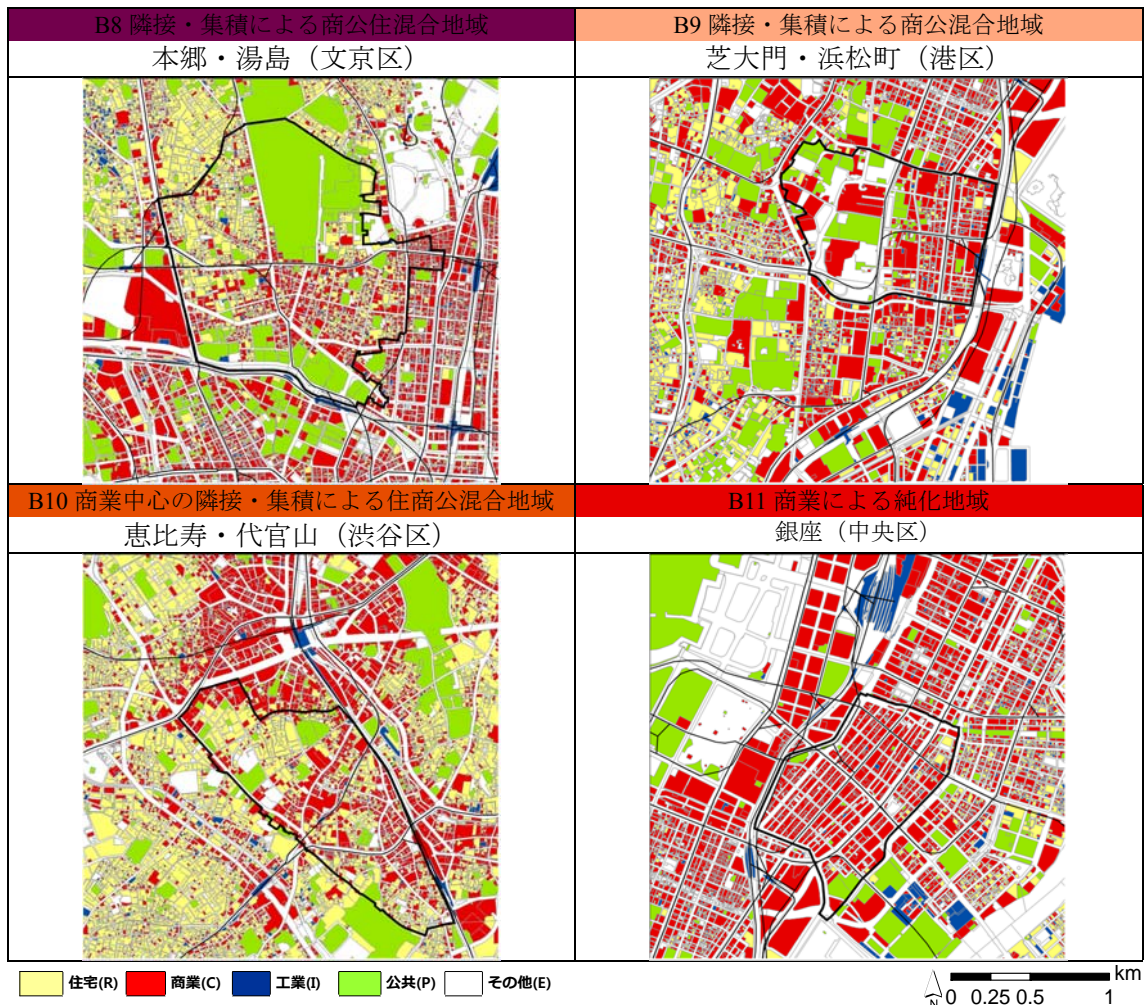 B8 隣接・集積による商公住混合地域
本郷・湯島（文京区）
B9 隣接・集積による商公混合地域
芝大門・浜松町（港区）
B10 商業中心の隣接・集積による住商公混合地域
恵比寿・代官山（渋谷区）
B11 商業による純化地域
銀座（中央区）
住宅(R) 商業(C) 工業(I) 公共(P) その他(E)
N
km
0 0.25 0.5 1